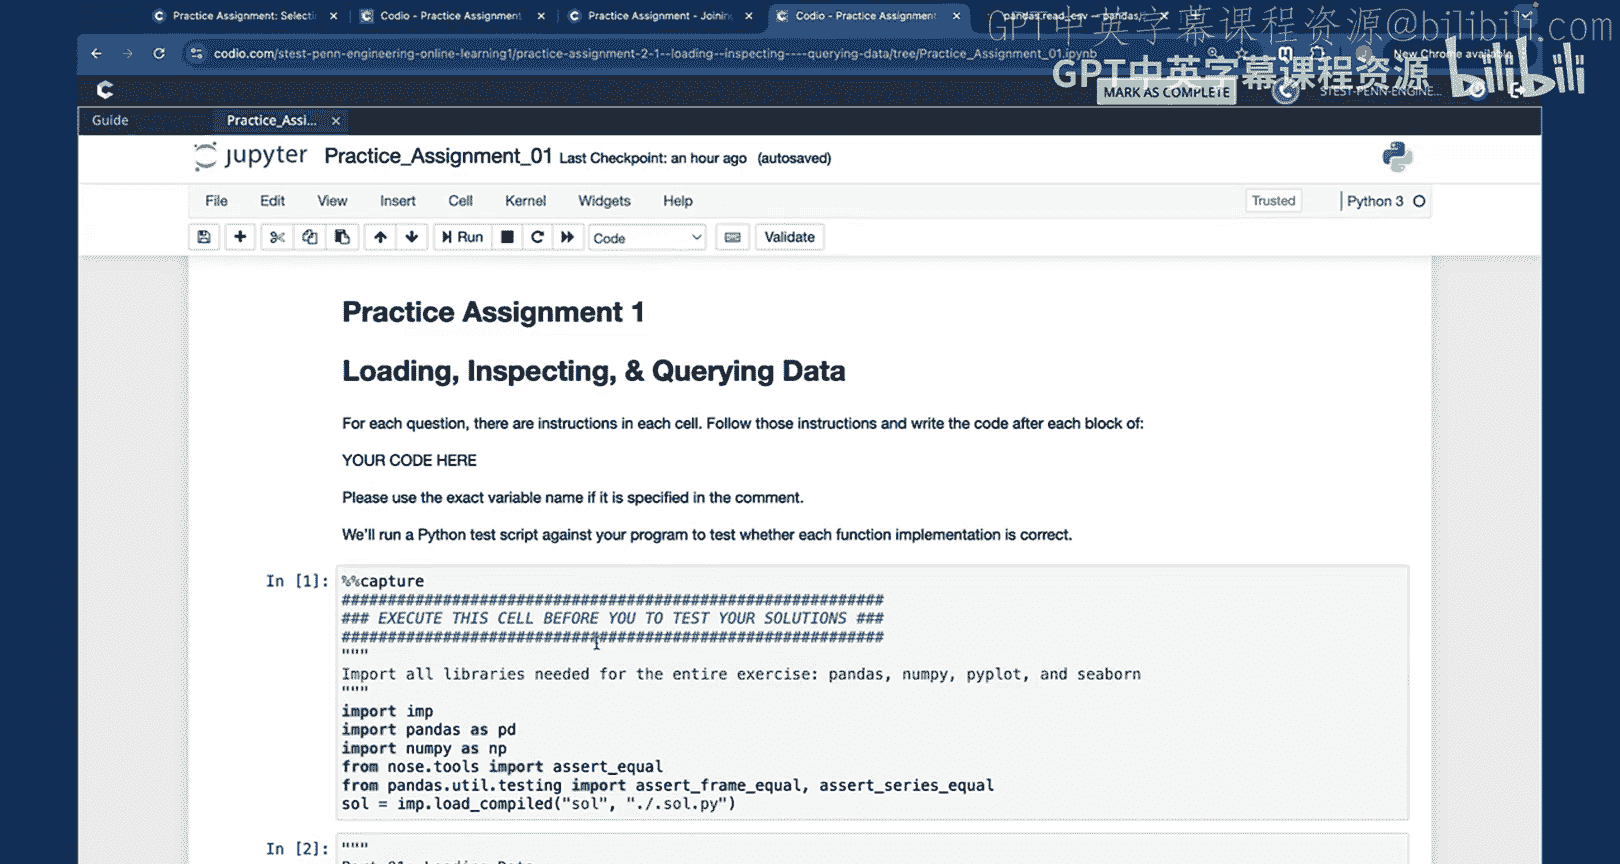 Practice Assignment: Selecti
Codio - Practice Assignment
Practice Assignment - Joinin
Codio - Practice Assignment
pandas.read_csv — pandas
codio.com/stest-penn-engineering-online-learning1/practice-assignment-2-1--loading--inspecting----querying-data/tree/Practice_Assignment_01.ipynb
New Chrome available
GPT中英字幕课程资源@bilibili.com
GPT中英字幕课程资源 bilibili
MARK AS COMPLETE
STEST-PENN-ENGINE...
Guide
Practice_Assi...
jupyter Practice_Assignment_01 Last Checkpoint: an hour ago (autosaved)
File Edit View Insert Cell Kernel Widgets Help
Trusted
Python 3
Run
Code
Validate
Practice Assignment 1
Loading, Inspecting, & Querying Data
For each question, there are instructions in each cell. Follow those instructions and write the code after each block of:
YOUR CODE HERE
Please use the exact variable name if it is specified in the comment.
We'll run a Python test script against your program to test whether each function implementation is correct.
In [1]:
%%capture
###########################################################
### EXECUTE THIS CELL BEFORE YOU TO TEST YOUR SOLUTIONS ###
###########################################################
"""
Import all libraries needed for the entire exercise: pandas, numpy, pyplot, and seaborn
"""
import imp
import pandas as pd
import numpy as np
from nose.tools import assert_equal
from pandas.util.testing import assert_frame_equal, assert_series_equal
sol = imp.load_compiled("sol", "./.sol.py")
In [2]:
"""